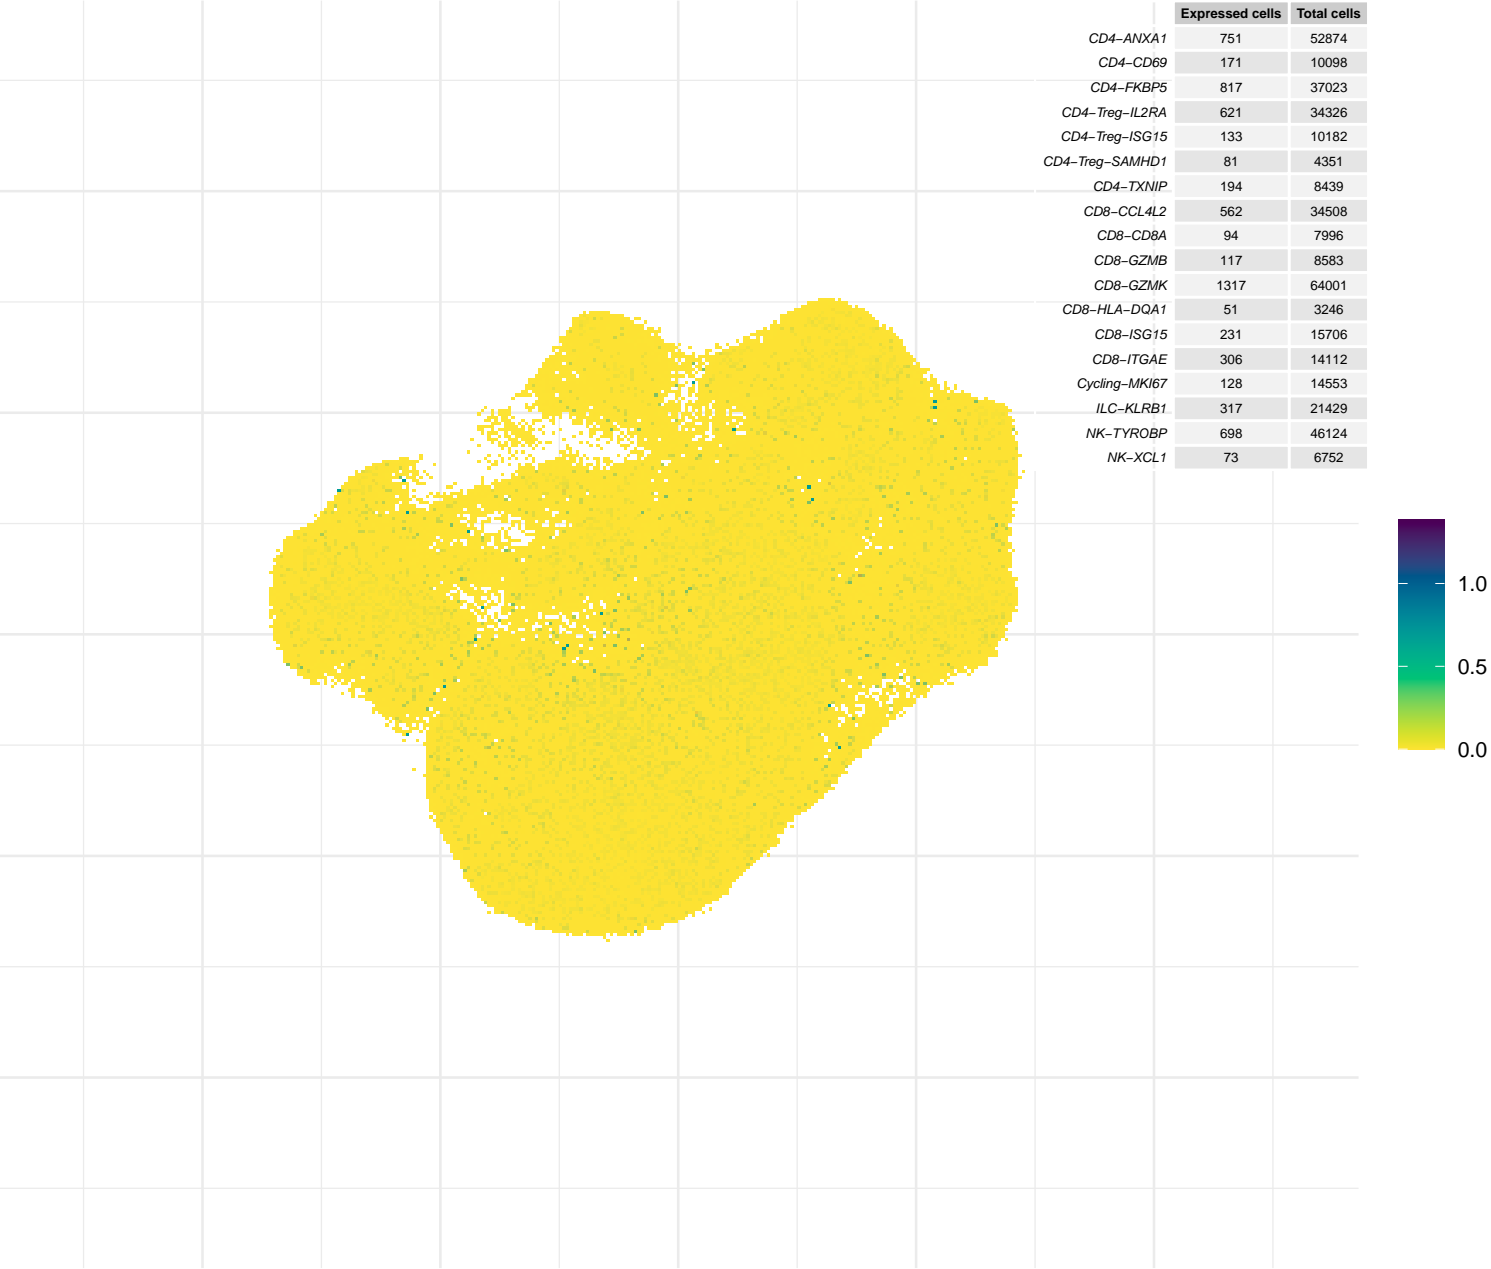 Expressed cells Total cells
CD4−ANXA1 751 52874
CD4−CD69 171 10098
CD4−FKBP5 817 37023
CD4−Treg−IL2RA 621 34326
CD4−Treg−ISG15 133 10182
CD4−Treg−SAMHD1 81 4351
CD4−TXNIP 194 8439
CD8−CCL4L2 562 34508
CD8−CD8A 94 7996
CD8−GZMB 117 8583
CD8−GZMK 1317 64001
CD8−HLA−DQA1 51 3246
CD8−ISG15 231 15706
CD8−ITGAE 306 14112
Cycling−MKI67 128 14553
ILC−KLRB1 317 21429
NK−TYROBP 698 46124
NK−XCL1 73 6752
1.0
0.5
0.0